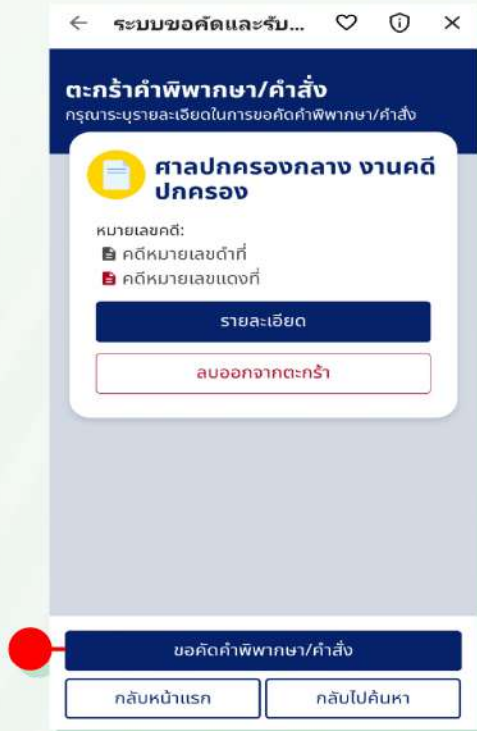 ระบบขอคัดและรับ...
ตะกร้าคำพิพากษา/คำสั่ง
กรุณาระบุรายละเอียดในการขอคัดคำพิพากษา/คำสั่ง
ศาลปกครองกลาง งานคดี
ปกครอง
หมายเลขคดี:
คดีหมายเลขดำที่
คดีหมายเลขแดงที่
รายละเอียด
ลบออกจากตะกร้า
ขอคัดคำพิพากษา/คำสั่ง
กลับหน้าแรก
กลับไปค้นหา